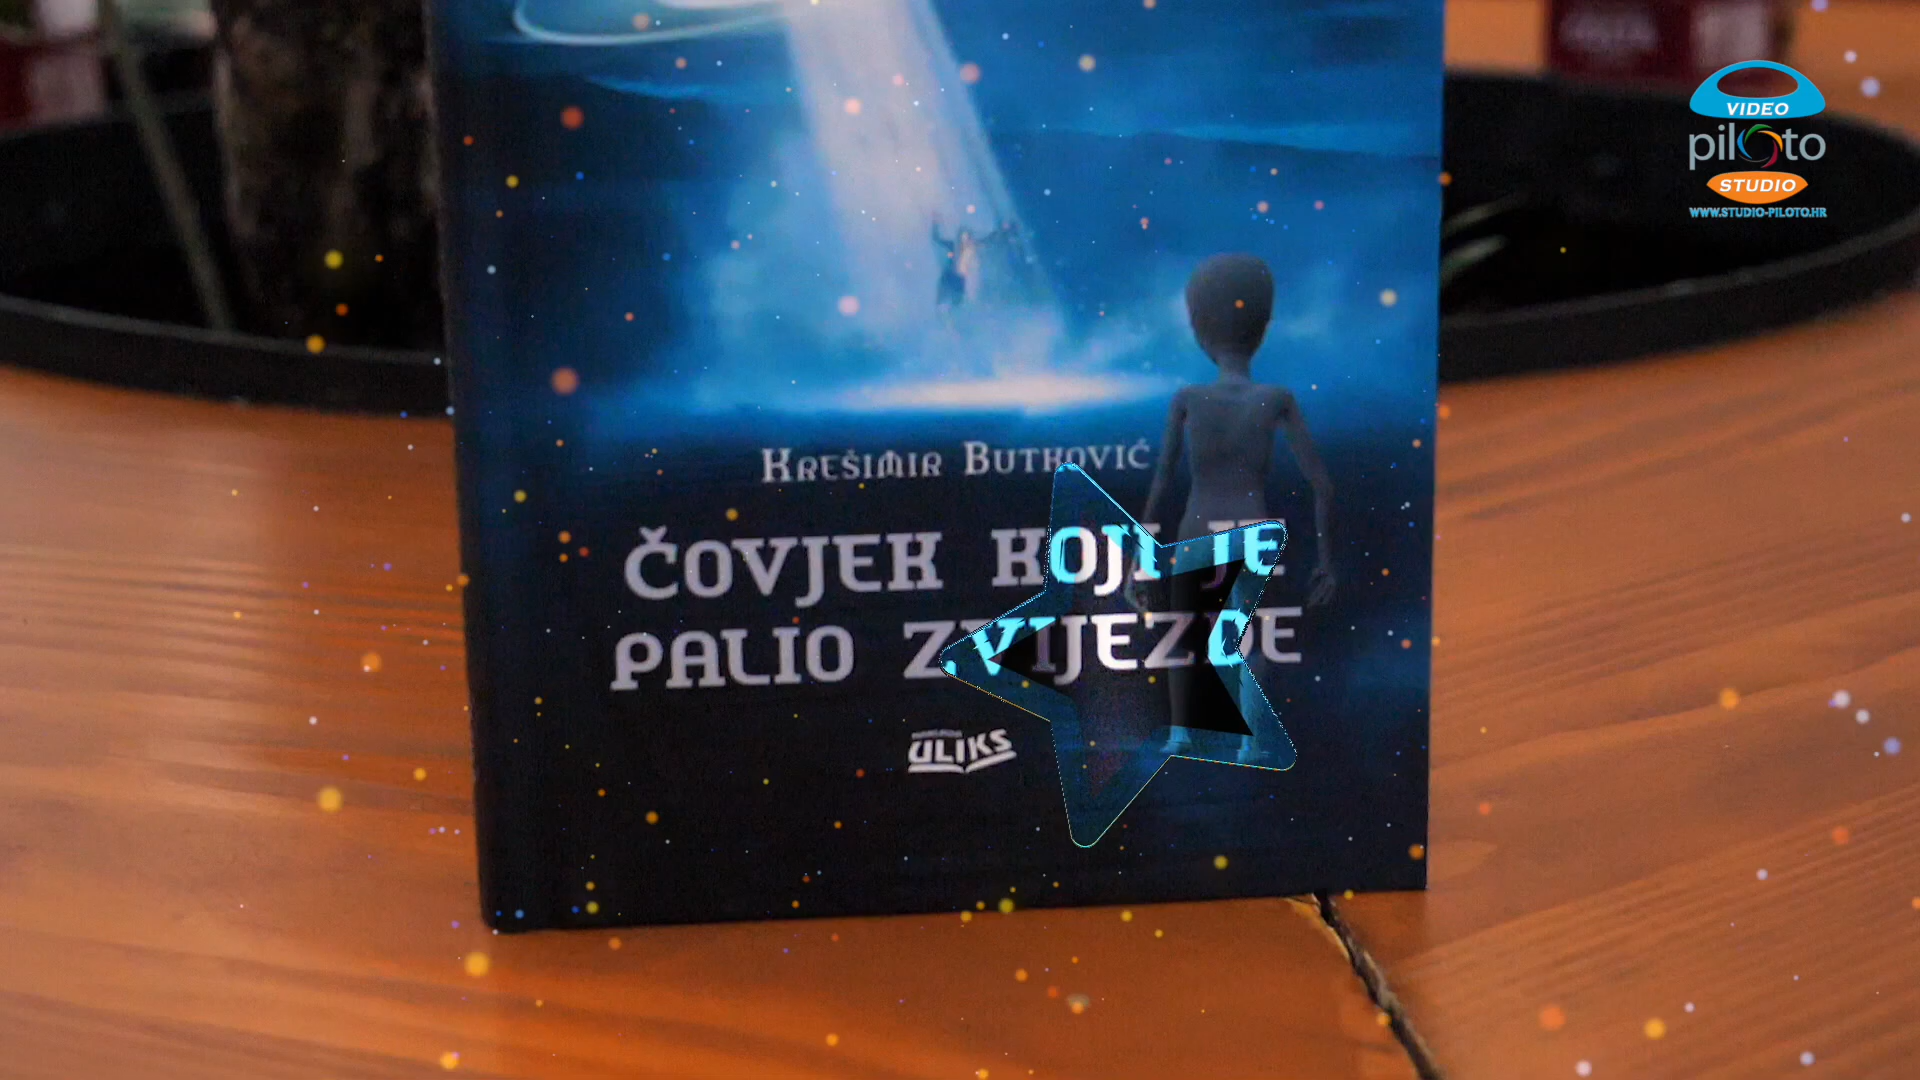 VIDEO
piloto
STUDIO
WWW.STUDIO-PILOTO.HR
Krešimir Butković
ČOVJEK KOJI JE
PALIO ZVIJEZDE
ULIKS